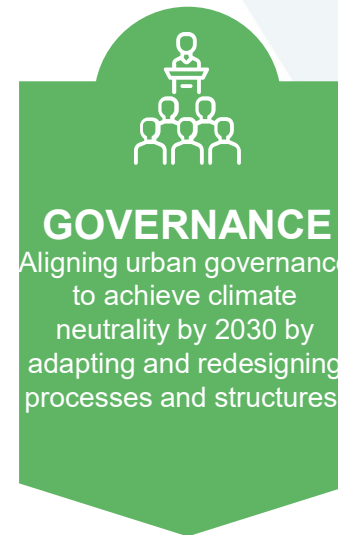 GOVERNANCE
Aligning urban governance
to achieve climate
neutrality by 2030 by
adapting and redesigning
processes and structures